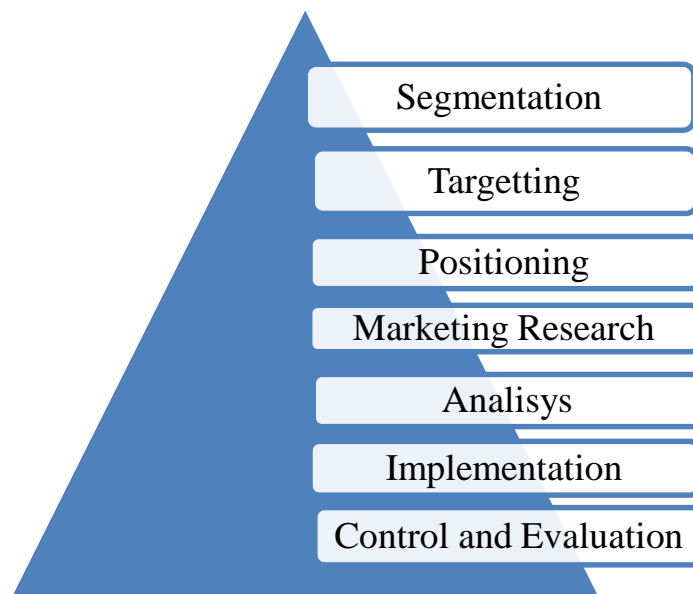 Segmentation
Targetting
Positioning
Marketing Research
Analisys
Implementation
Control and Evaluation